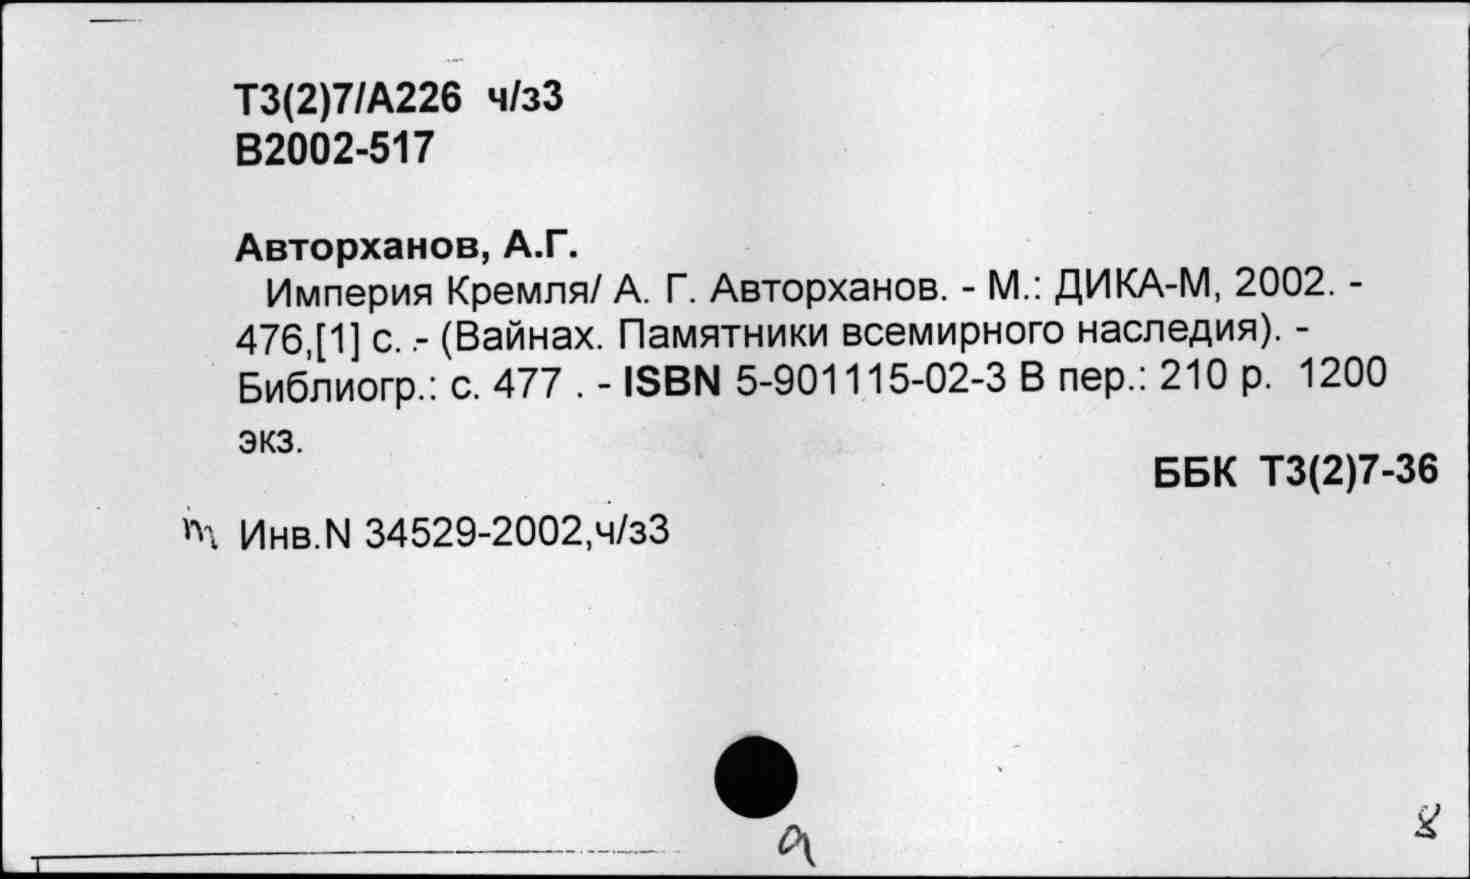 Т3(2)7/А226 ч/з3
В2002-517
Авторханов, А.Г.
Империя Кремля/ А. Г. Авторханов. - М.: ДИКА-М, 2002. -
476,[1] с. .- (Вайнах. Памятники всемирного наследия). -
Библиогр.: с. 477 . - ISBN 5-901115-02-3 В пер.: 210 р. 1200
экз.
ББК Т3(2)7-36
Инв.N 34529-2002,ч/з3